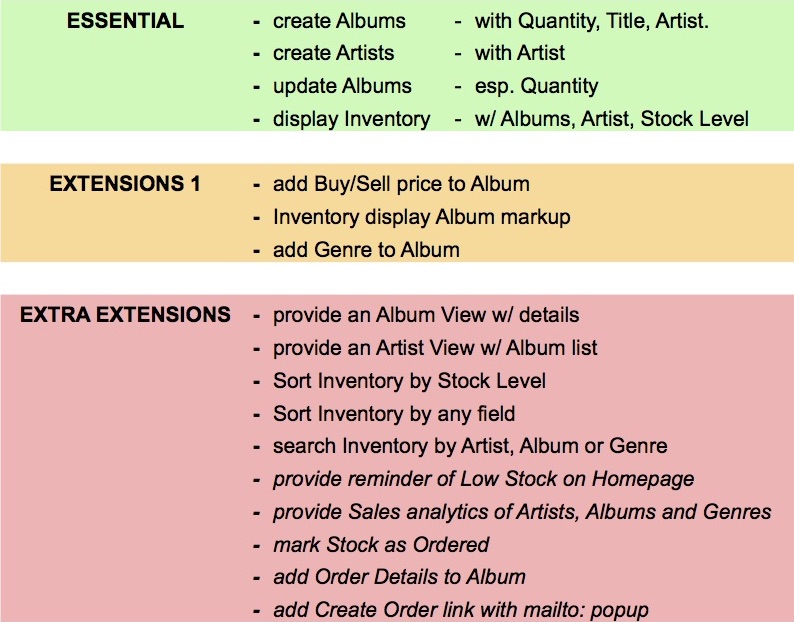 ESSENTIAL - create Albums - with Quantity, Title, Artist.
- create Artists - with Artist
- update Albums - esp. Quantity
- display Inventory - w/ Albums, Artist, Stock Level
EXTENSIONS 1 - add Buy/Sell price to Album
- Inventory display Album markup
- add Genre to Album
EXTRA EXTENSIONS - provide an Album View w/ details
- provide an Artist View w/ Album list
- Sort Inventory by Stock Level
- Sort Inventory by any field
- search Inventory by Artist, Album or Genre
- provide reminder of Low Stock on Homepage
- provide Sales analytics of Artists, Albums and Genres
- mark Stock as Ordered
- add Order Details to Album
- add Create Order link with mailto: popup